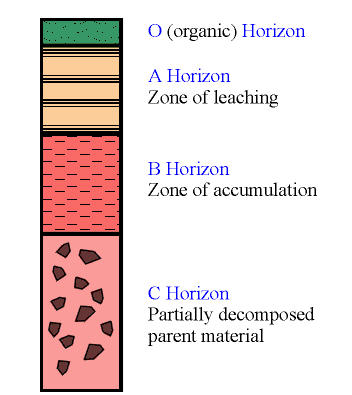 O (organic) Horizon
A Horizon
Zone of leaching
B Horizon
Zone of accumulation
C Horizon
Partially decomposed
parent material